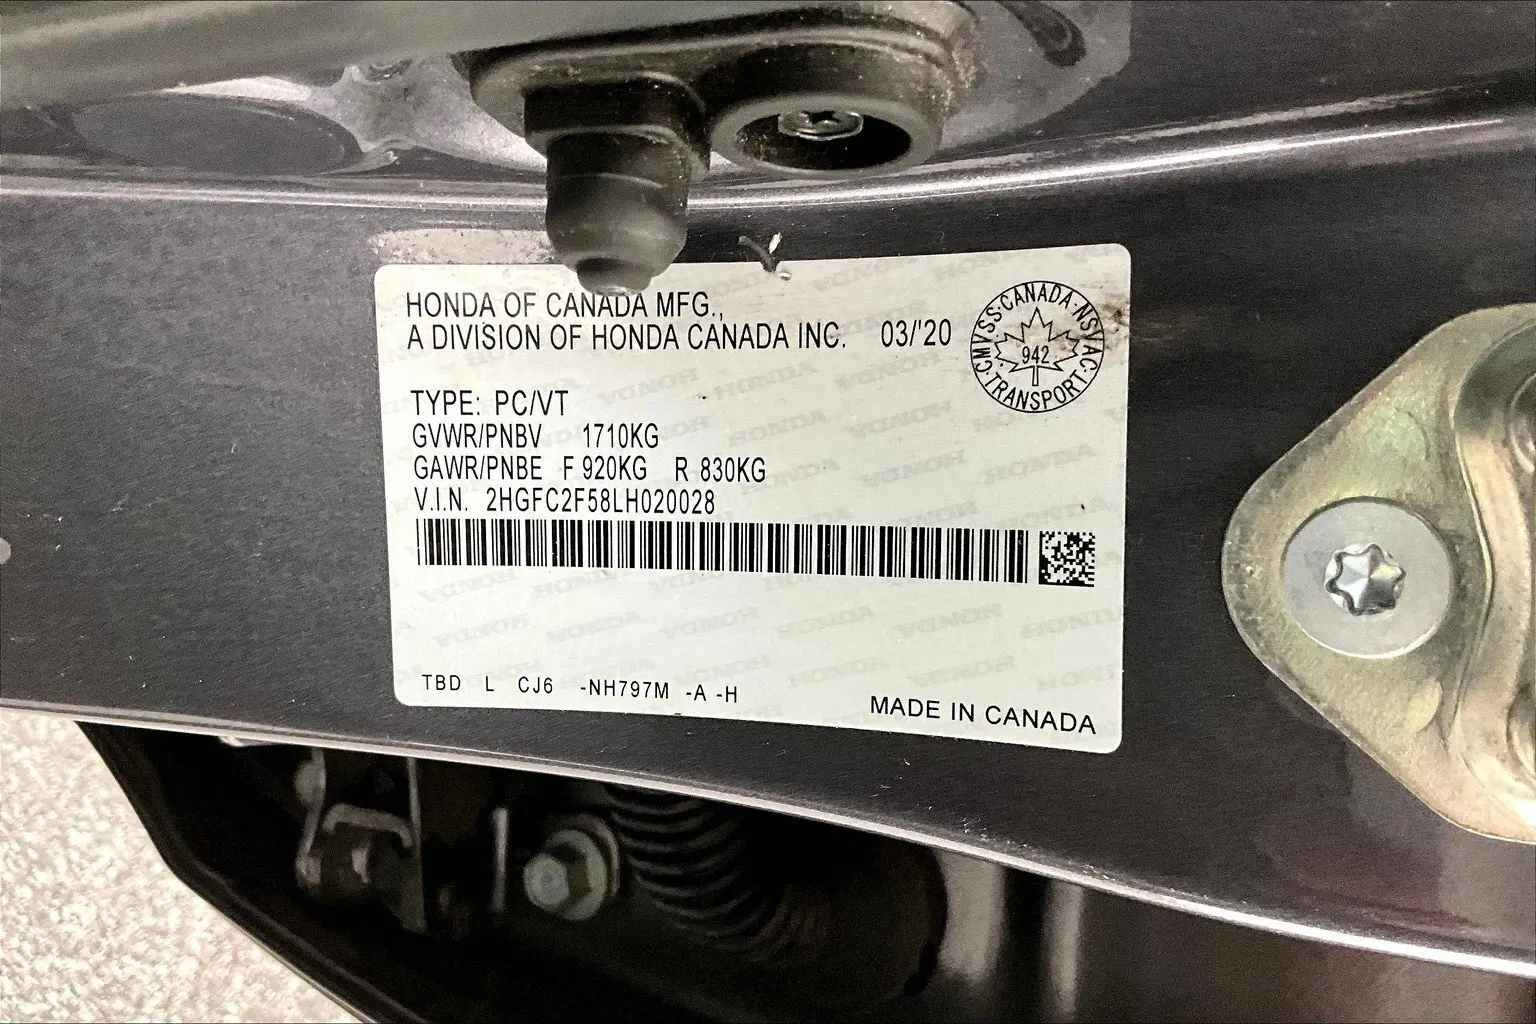 HONDA OF CANADA MFG.,
A DIVISION OF HONDA CANADA INC. 03/'20
CMVSS·CANADA·NSVAC·TRANSPORT·
942
TYPE: PC/VT
GVWR/PNBV 1710KG
GAWR/PNBE F 920KG R 830KG
V.I.N. 2HGFC2F58LH020028
TBD L CJ6 -NH797M -A -H
MADE IN CANADA